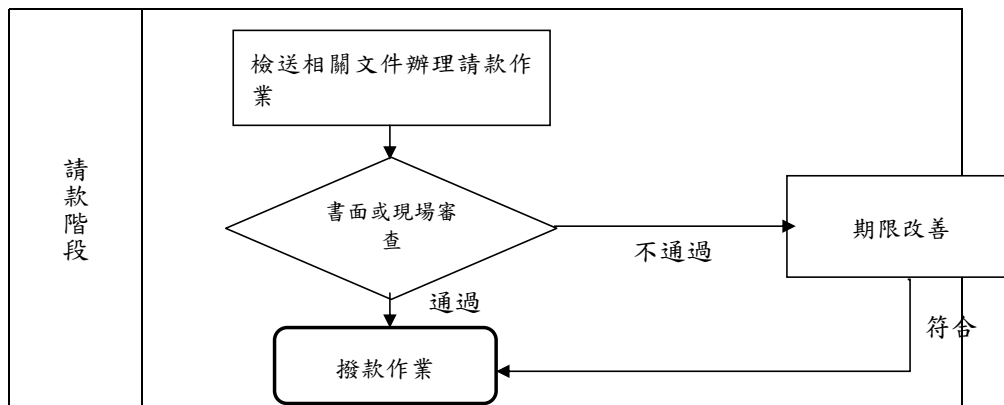 請款階段
檢送相關文件辦理請款作
業
書面或現場審
查
不通過
期限改善
通過
符合
撥款作業